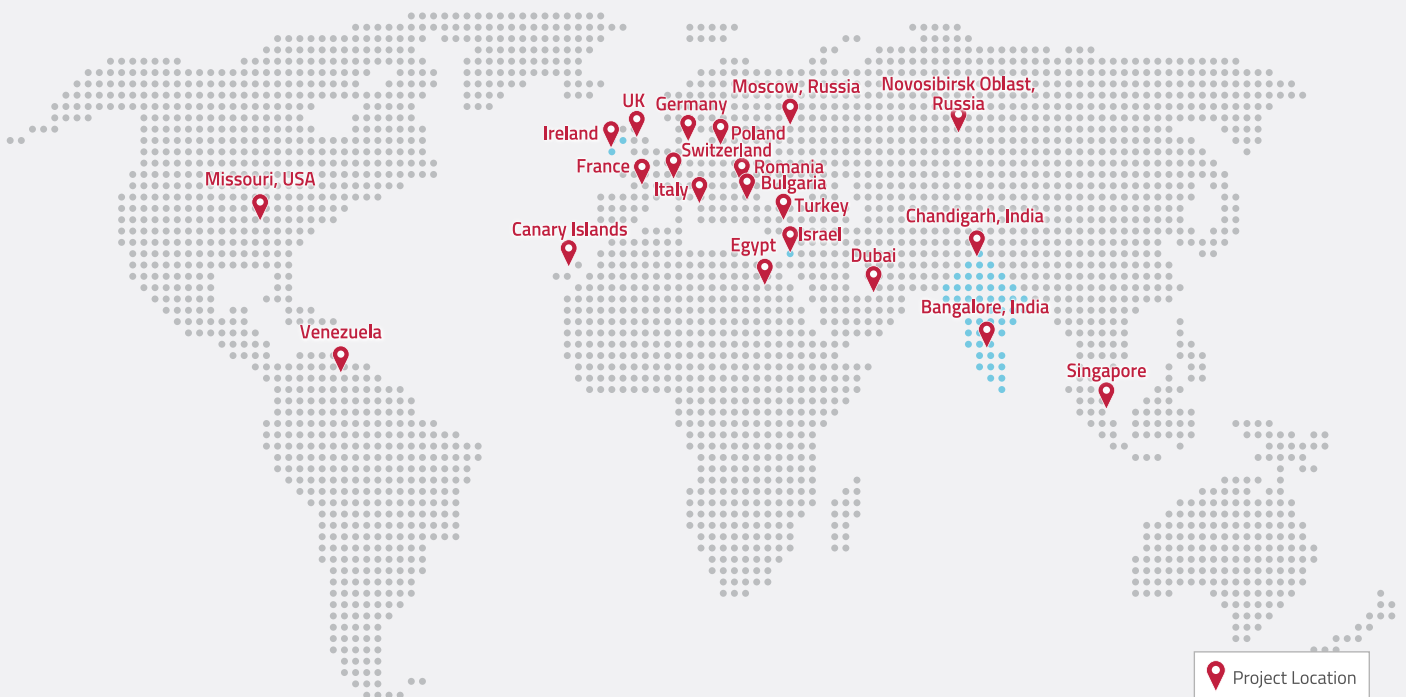 Moscow, Russia
Novosibirsk Oblast,
Russia
UK
Germany
Ireland
Poland
Switzerland
France
Romania
Missouri, USA
Italy
Bulgaria
Turkey
Chandigarh, India
Canary Islands
Israel
Egypt
Dubai
Bangalore, India
Venezuela
Singapore
Project Location